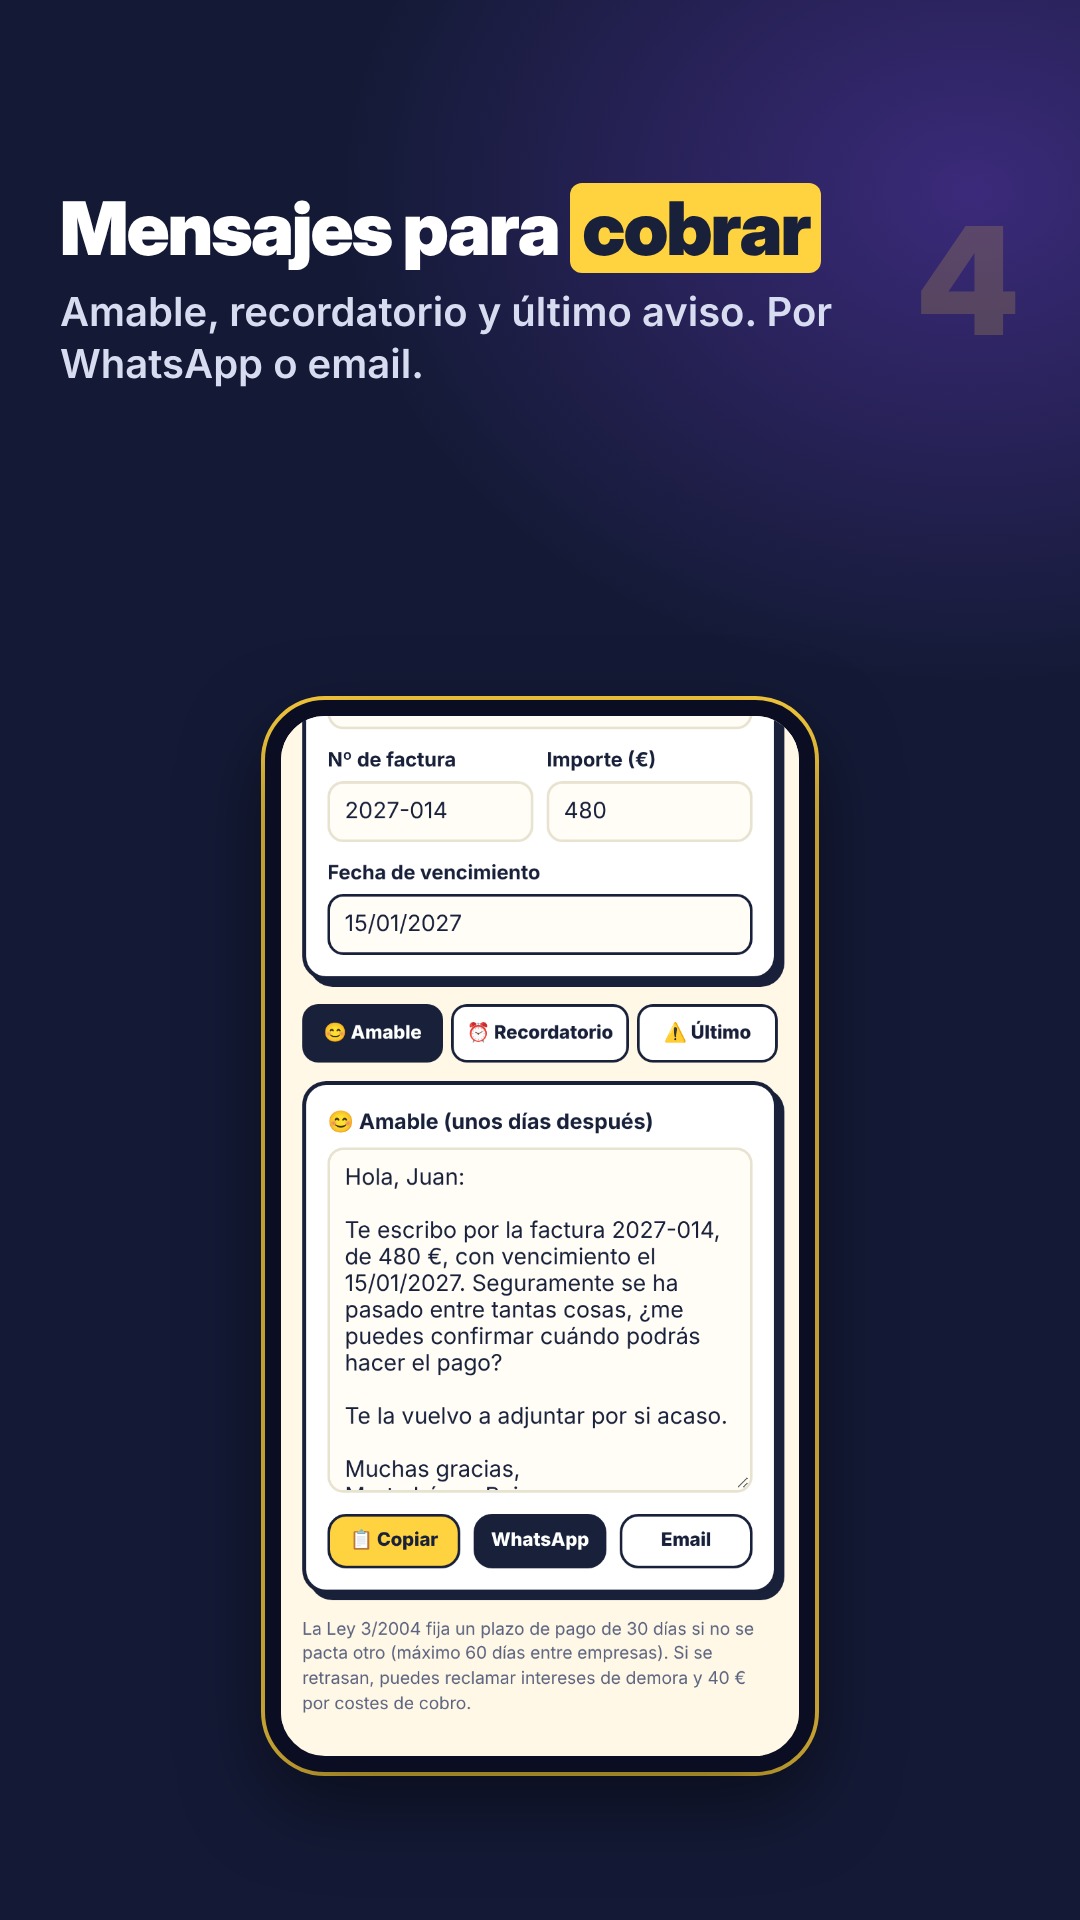 Mensajes para cobrar
4
Amable, recordatorio y último aviso. Por
WhatsApp o email.
Nº de factura
Importe (€)
2027-014
480
Fecha de vencimiento
15/01/2027
😊 Amable
⏰ Recordatorio
⚠️ Último
😊 Amable (unos días después)
Hola, Juan:
Te escribo por la factura 2027-014,
de 480 €, con vencimiento el
15/01/2027. Seguramente se ha
pasado entre tantas cosas, ¿me
puedes confirmar cuándo podrás
hacer el pago?
Te la vuelvo a adjuntar por si acaso.
Muchas gracias,
📋 Copiar
WhatsApp
Email
La Ley 3/2004 fija un plazo de pago de 30 días si no se
pacta otro (máximo 60 días entre empresas). Si se
retrasan, puedes reclamar intereses de demora y 40 €
por costes de cobro.